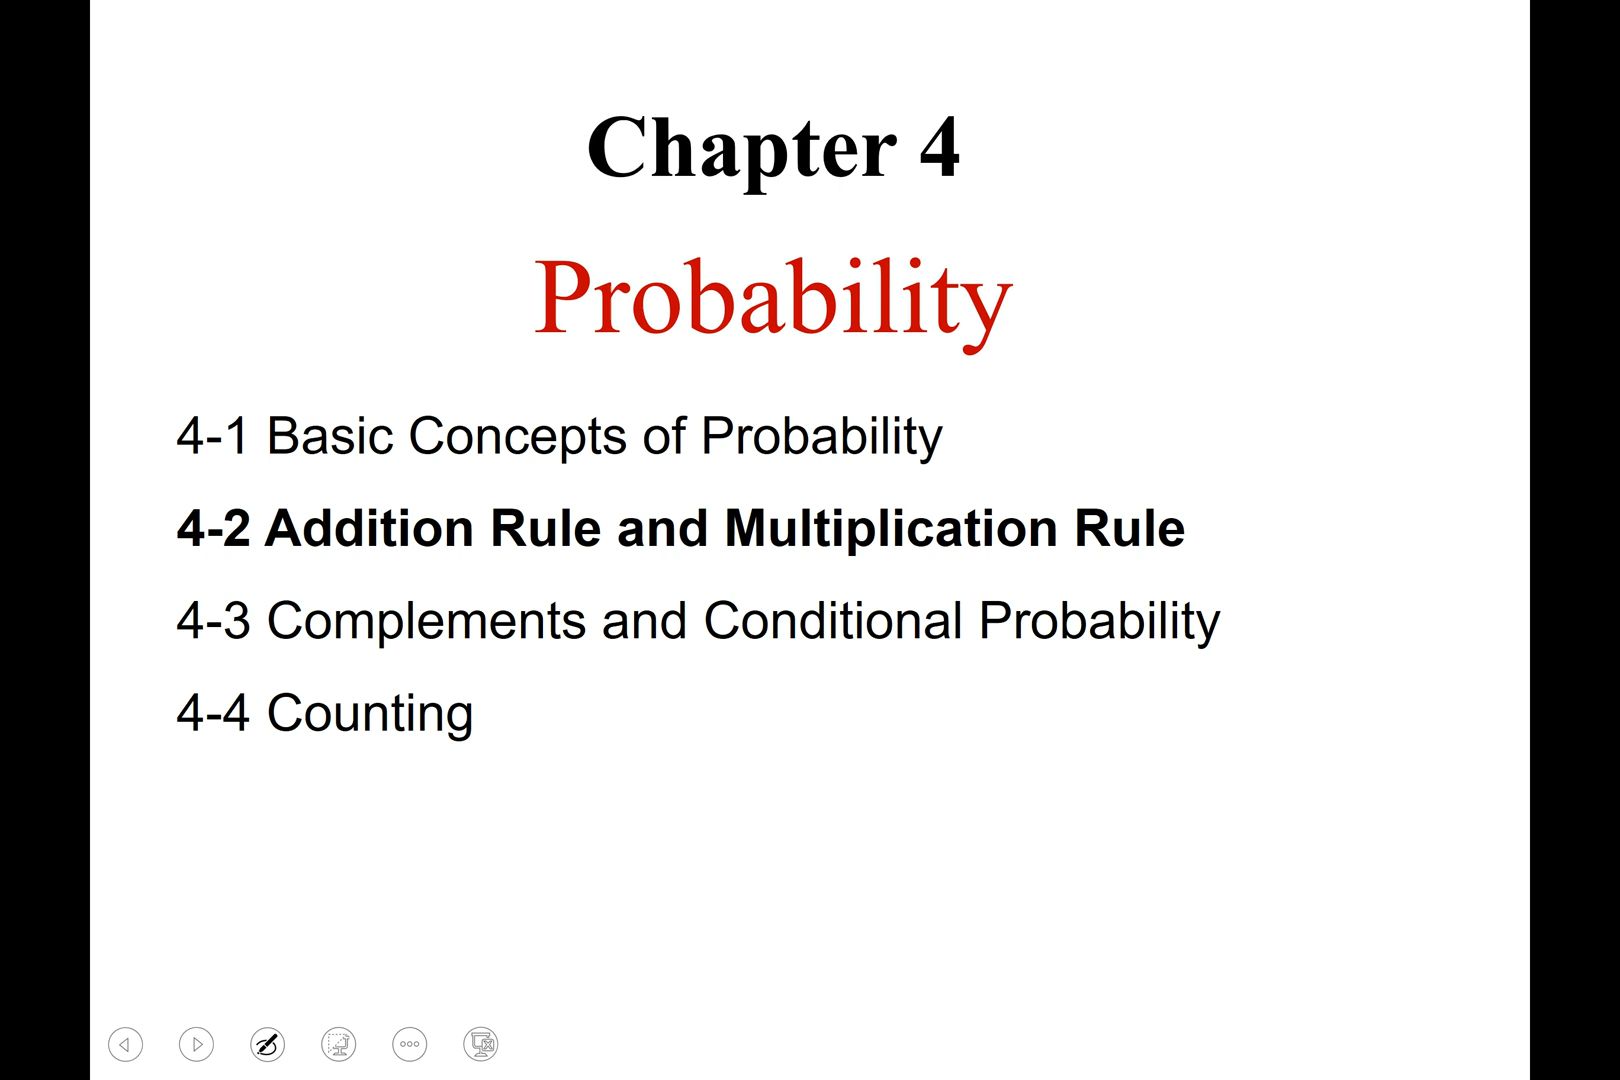 Chapter 4
Probability
4-1 Basic Concepts of Probability
4-2 Addition Rule and Multiplication Rule
4-3 Complements and Conditional Probability
4-4 Counting